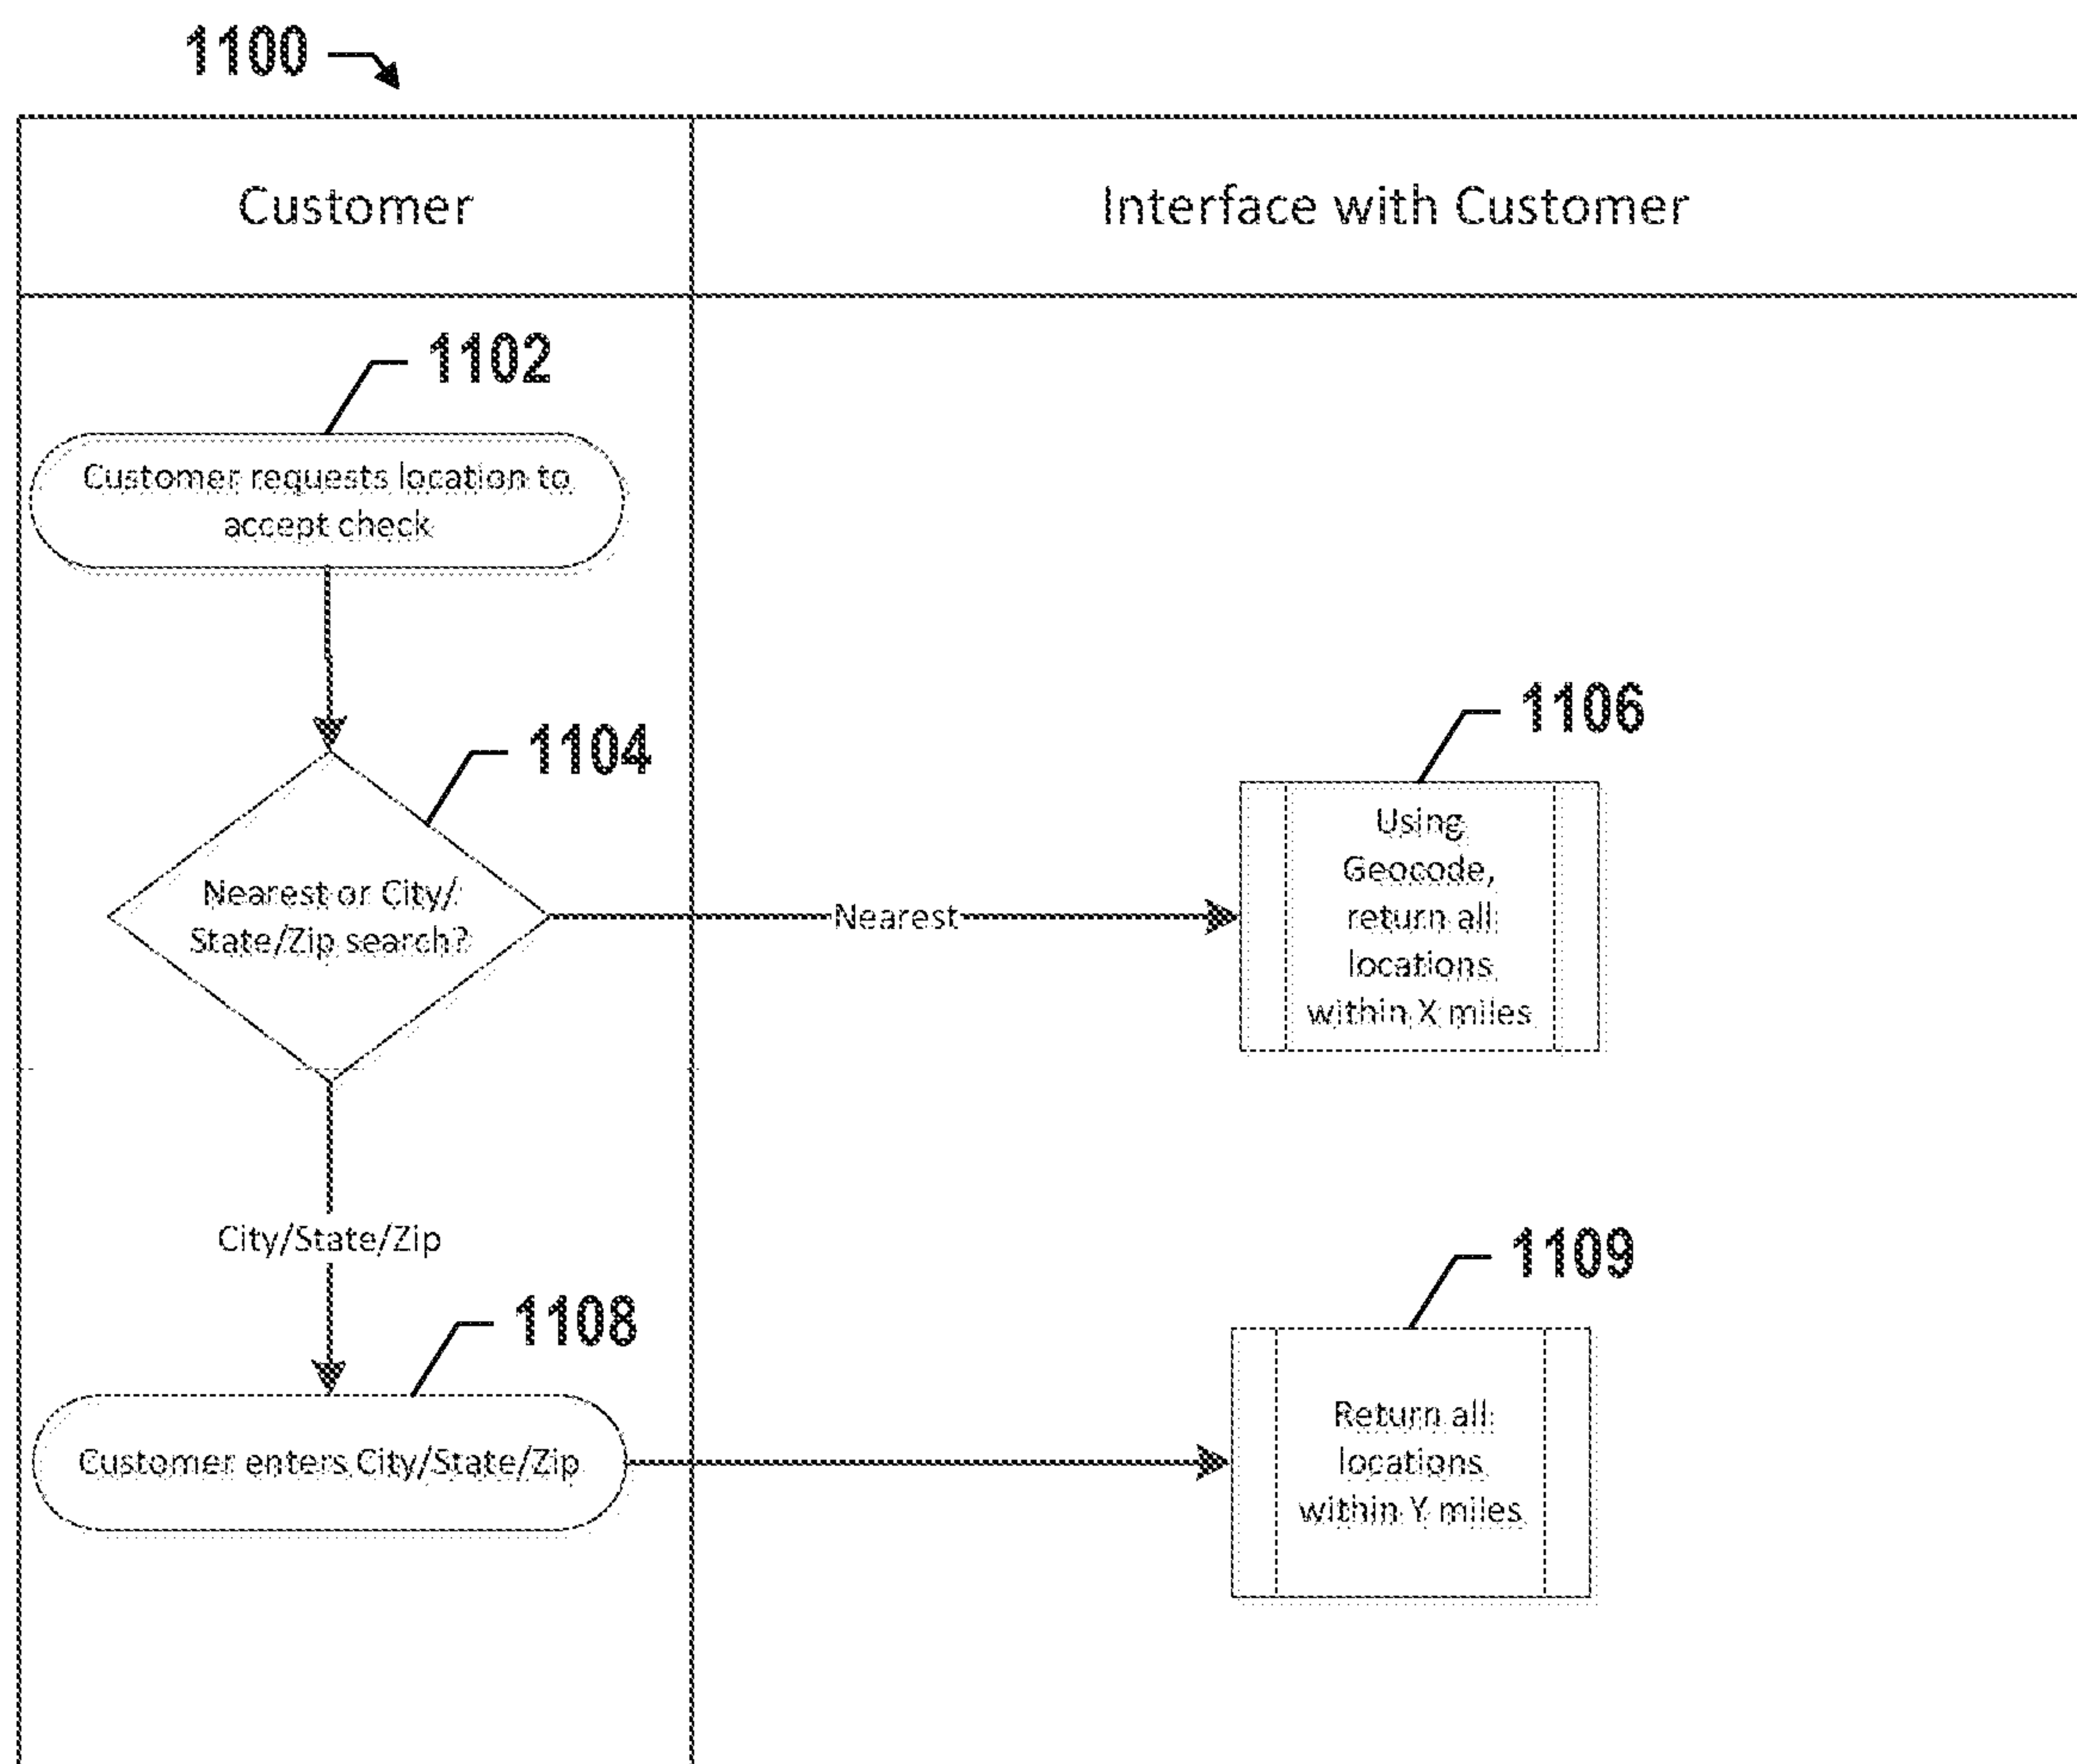 1100
Customer
Interface with Customer
1102
Customer requests location to
accept check
1104
Nearest or City/
State/Zip search?
Nearest
1106
Using
Geocode,
return all
locations
within X miles
City/State/Zip
1108
Customer enters City/State/Zip
1109
Return all
locations
within Y miles